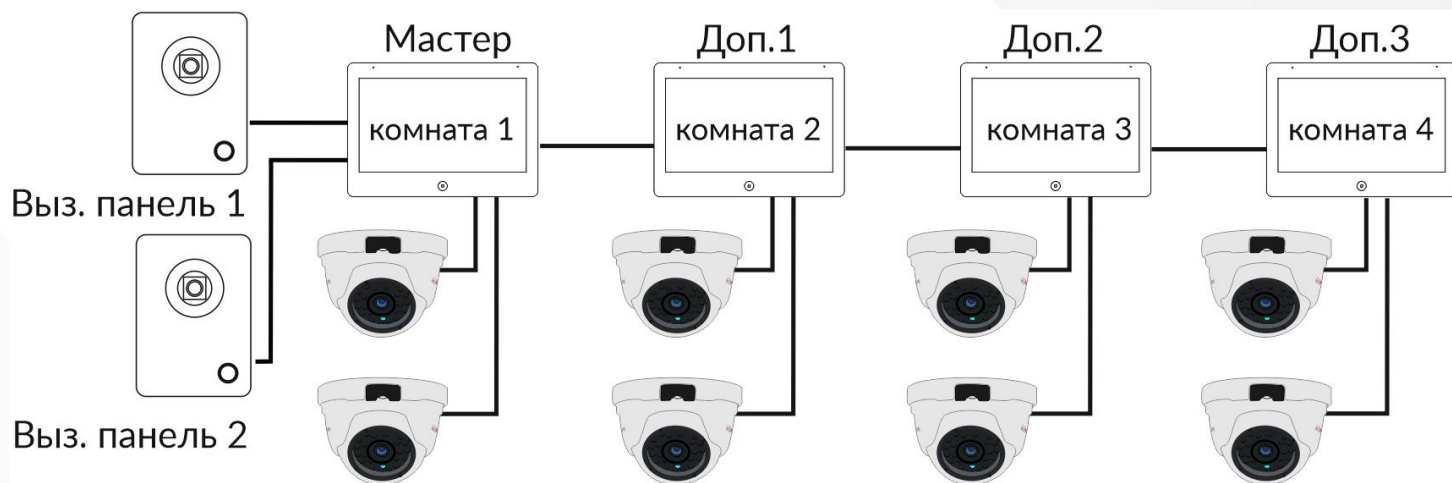 Мастер
Доп.1
Доп.2
Доп.3
комната 1
комната 2
комната 3
комната 4
Выз. панель 1
Выз. панель 2